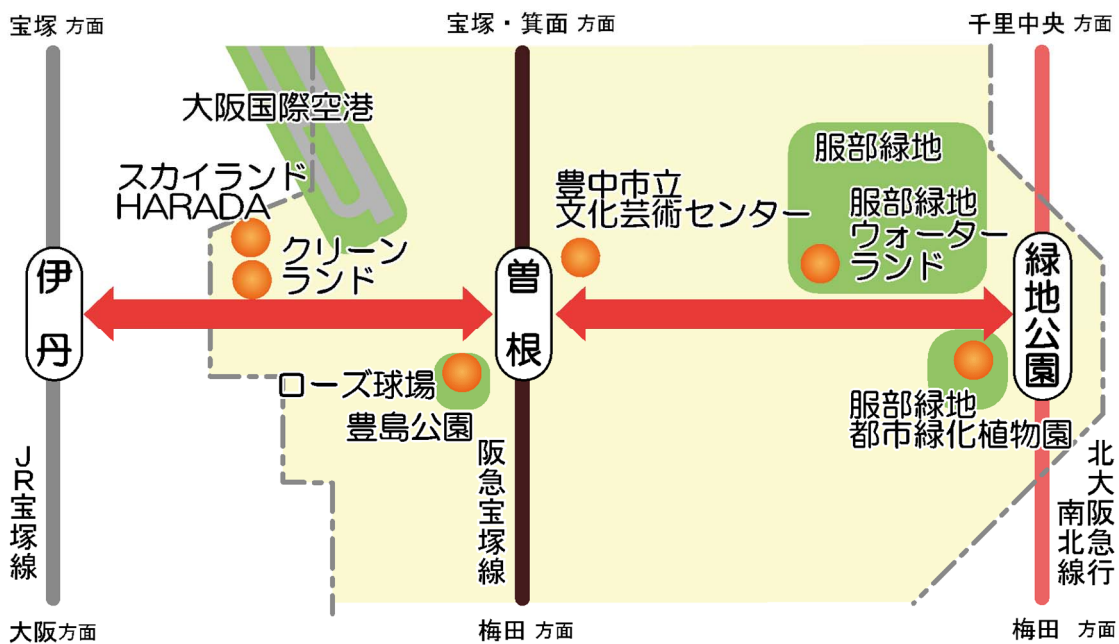 宝塚 方面
宝塚・箕面 方面
千里中央 方面
大阪国際空港
スカイランド
HARADA
クリーン
ランド
豊中市立
文化芸術センター
服部緑地
服部緑地
ウォーター
ランド
伊丹
曽根
緑地公園
ローズ球場
豊島公園
服部緑地
都市緑化植物園
JR宝塚線
阪急宝塚線
北大阪急行
南北線
大阪方面
梅田 方面
梅田 方面